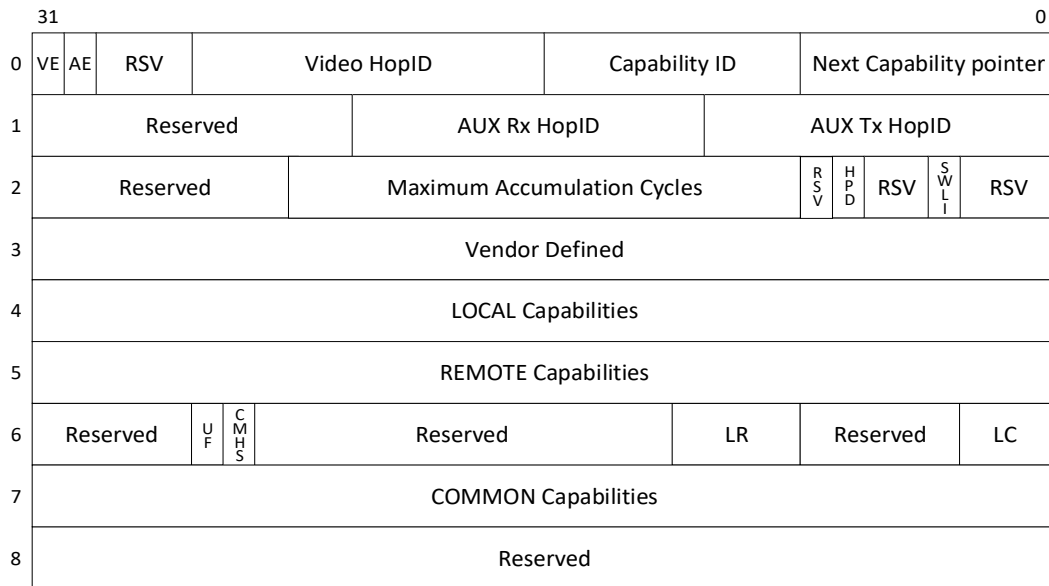 31 0
0 VE AE RSV Video HopID Capability ID Next Capability pointer
1 Reserved AUX Rx HopID AUX Tx HopID
2 Reserved Maximum Accumulation Cycles RSV HPD RSV SWLI RSV
3 Vendor Defined
4 LOCAL Capabilities
5 REMOTE Capabilities
6 Reserved UF CMHS Reserved LR Reserved LC
7 COMMON Capabilities
8 Reserved